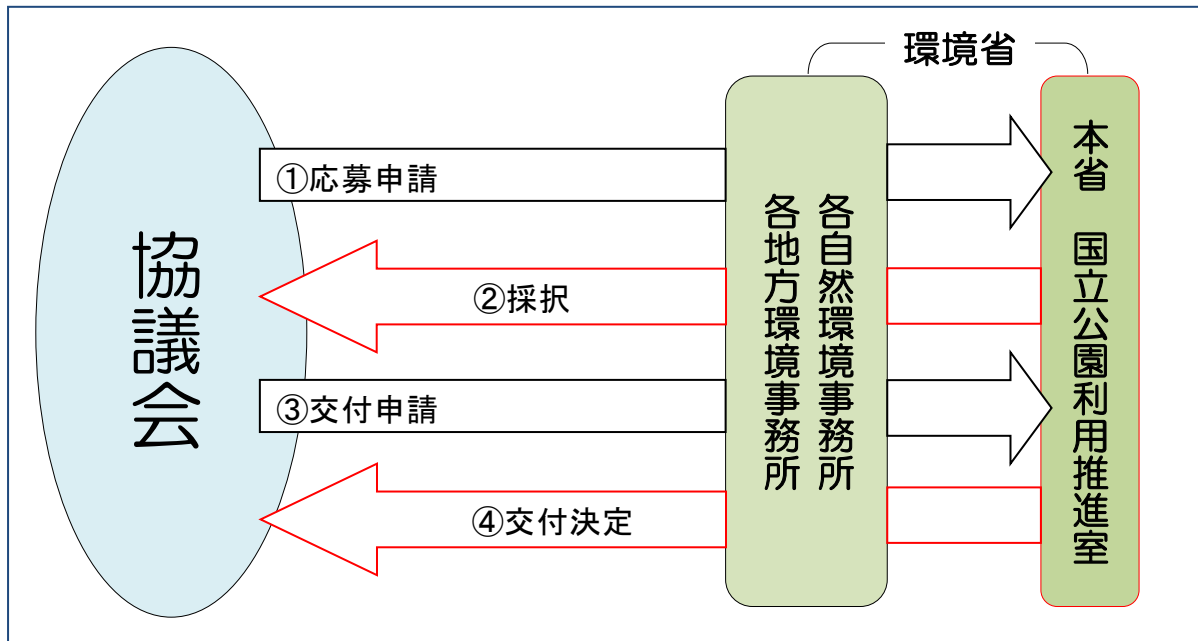 環境省
協議会
①応募申請
②採択
③交付申請
④交付決定
各自然環境事務所
各地方環境事務所
本省 国立公園利用推進室